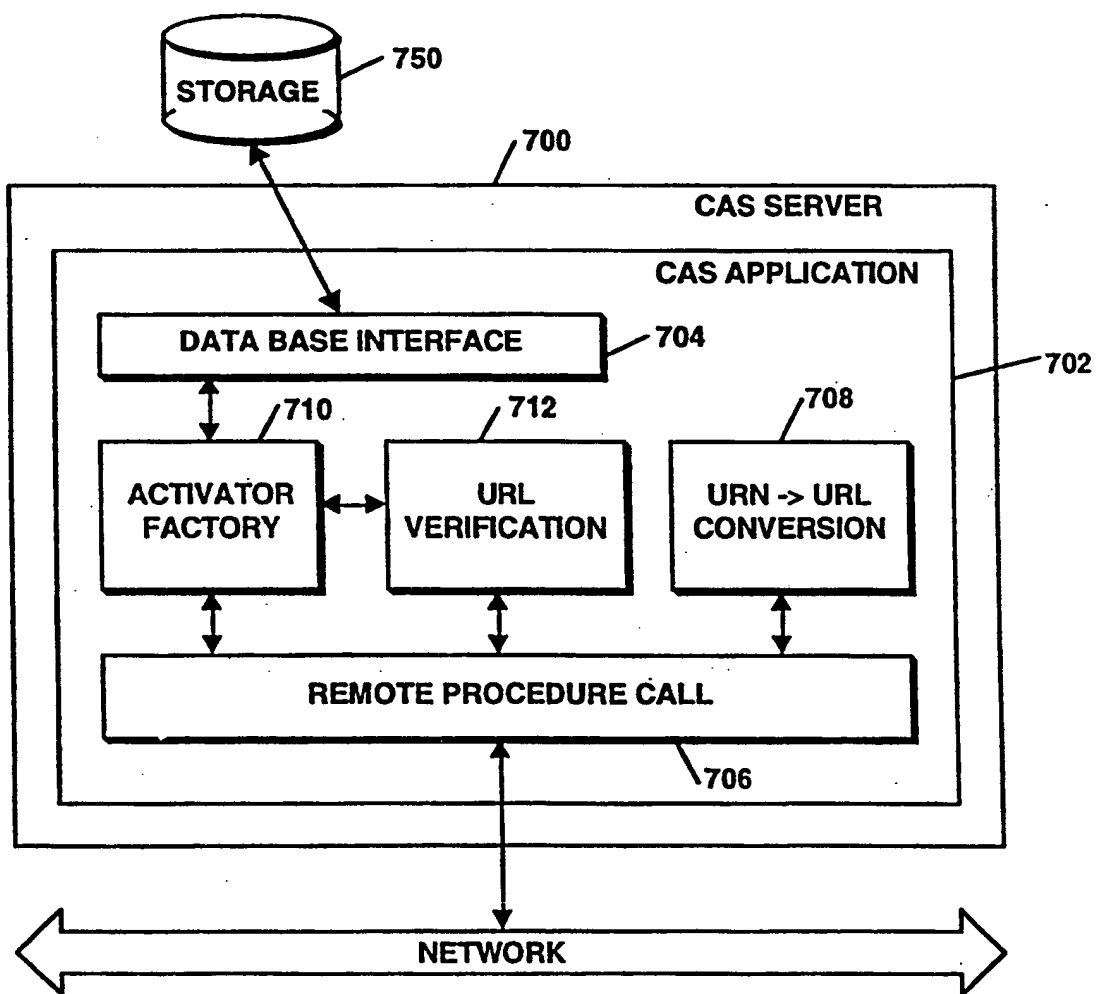 STORAGE
750
700
CAS SERVER
CAS APPLICATION
DATA BASE INTERFACE
704
702
710
712
708
ACTIVATOR
FACTORY
URL
VERIFICATION
URN -> URL
CONVERSION
REMOTE PROCEDURE CALL
706
NETWORK